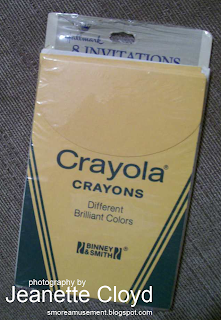 8 INVITATIONS
Crayola®
CRAYONS
Different
Brilliant Colors
BINNEY
& SMITH®
photography by
Jeanette Cloyd
smoreamusement.blogspot.com